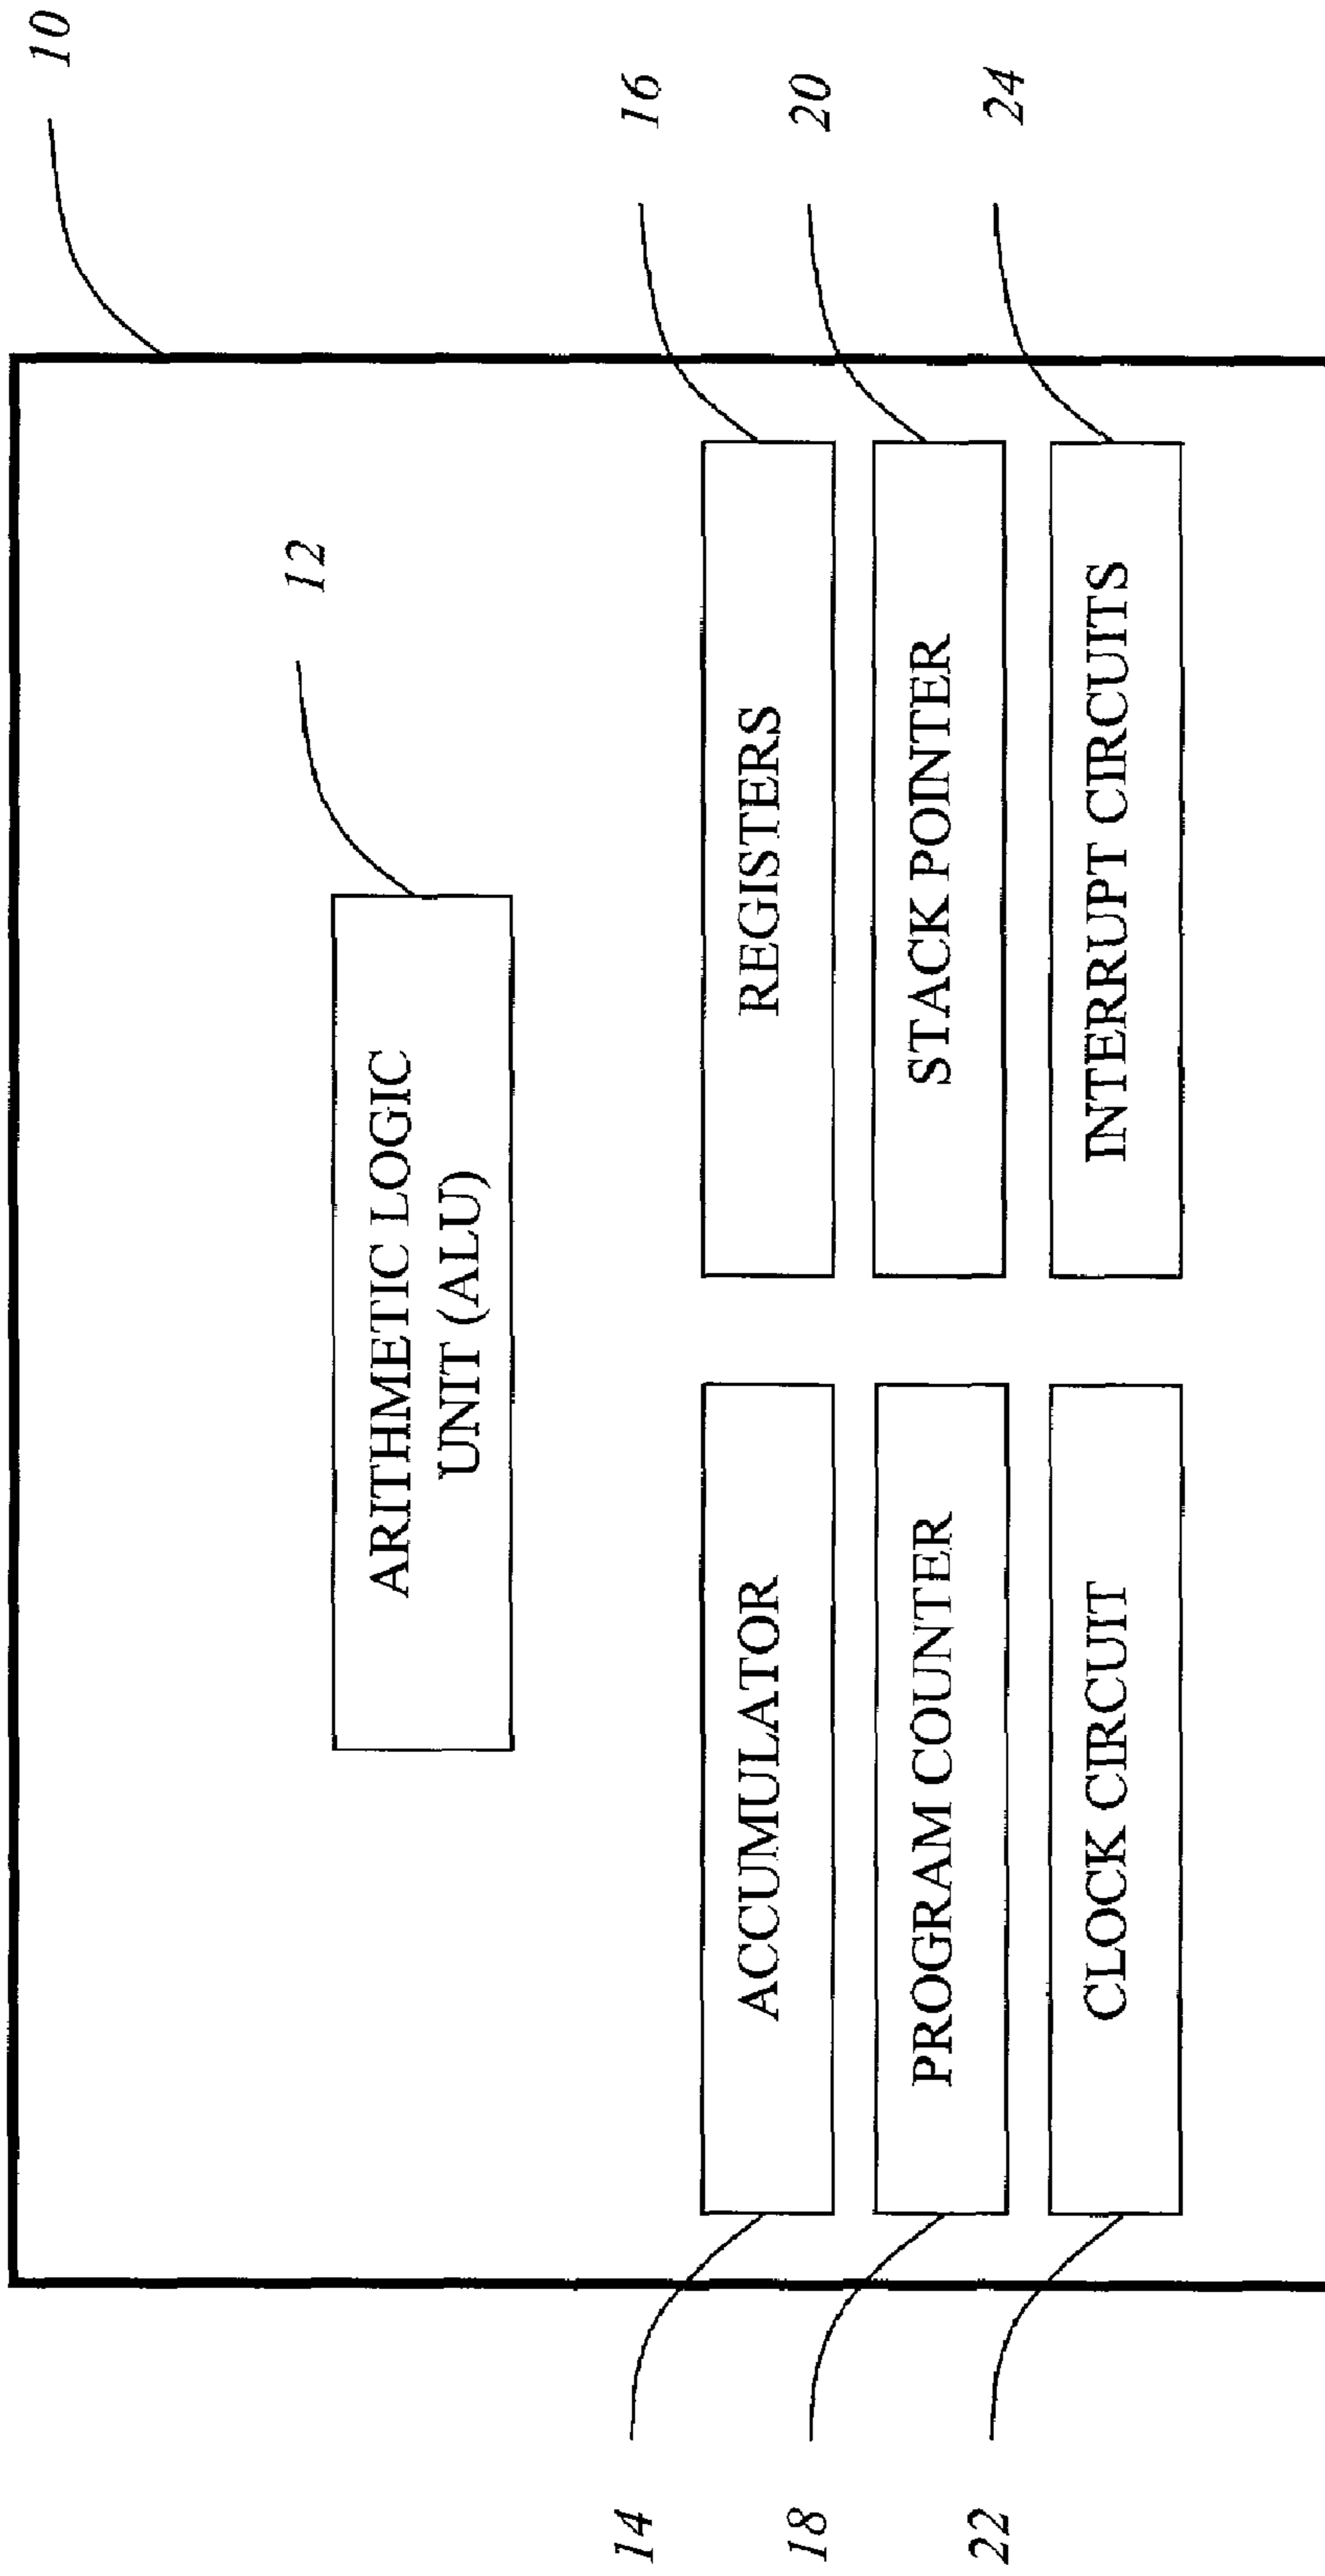 10
12
ARITHMETIC LOGIC
UNIT (ALU)
14
ACCUMULATOR
REGISTERS
16
18
PROGRAM COUNTER
STACK POINTER
20
22
CLOCK CIRCUIT
INTERRUPT CIRCUITS
24